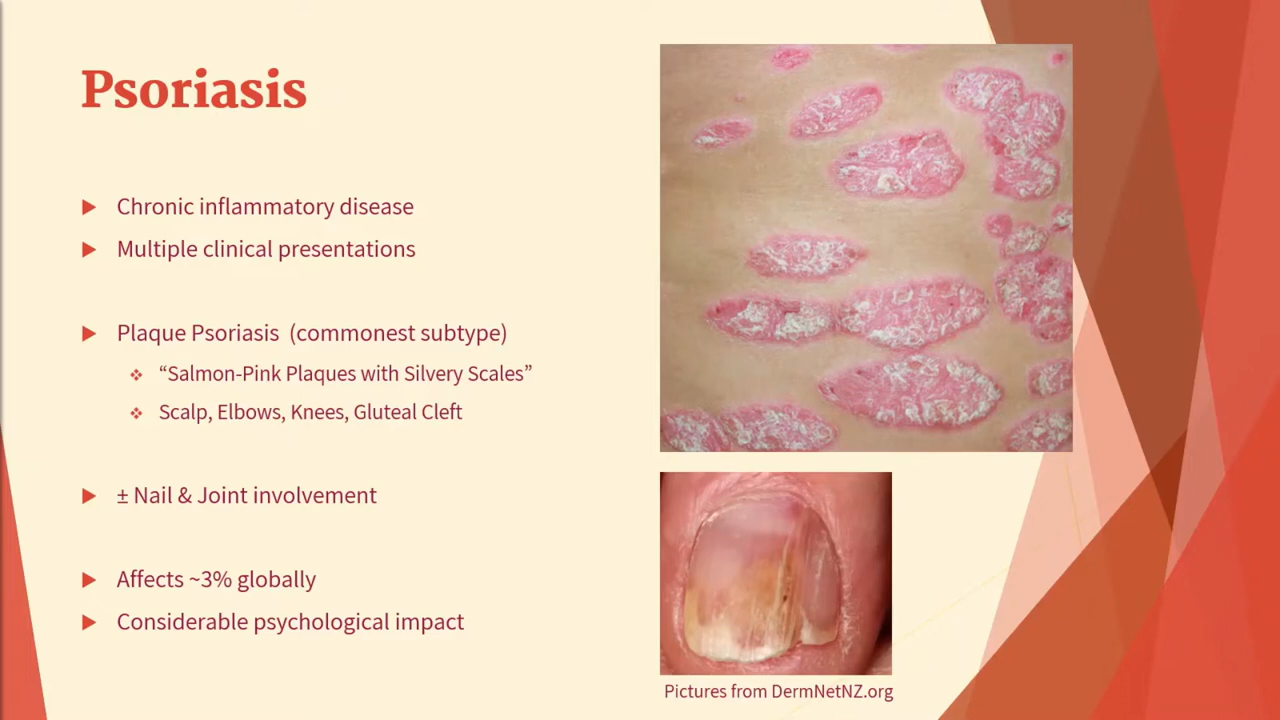 Psoriasis
Chronic inflammatory disease
Multiple clinical presentations
Plaque Psoriasis (commonest subtype)
“Salmon-Pink Plaques with Silvery Scales”
Scalp, Elbows, Knees, Gluteal Cleft
± Nail & Joint involvement
Affects ~3% globally
Considerable psychological impact
Pictures from DermNetNZ.org